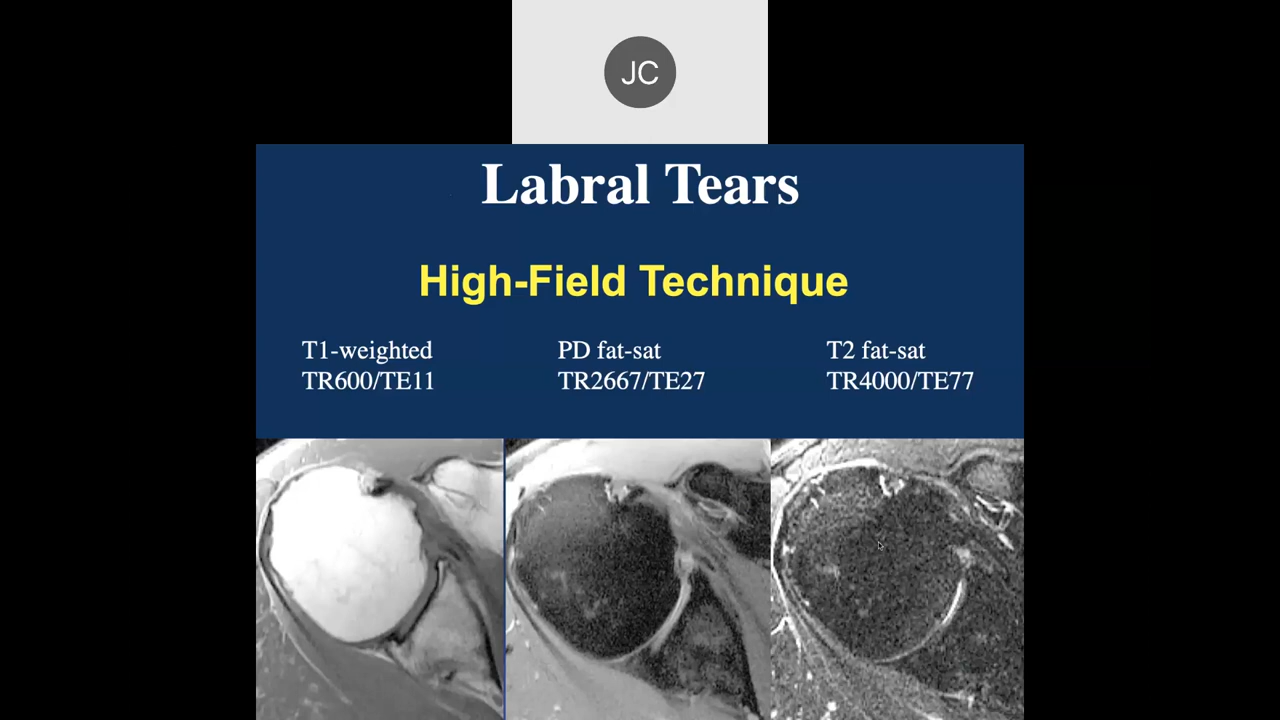 JC
Labral Tears
High-Field Technique
T1-weighted
TR600/TE11
PD fat-sat
TR2667/TE27
T2 fat-sat
TR4000/TE77